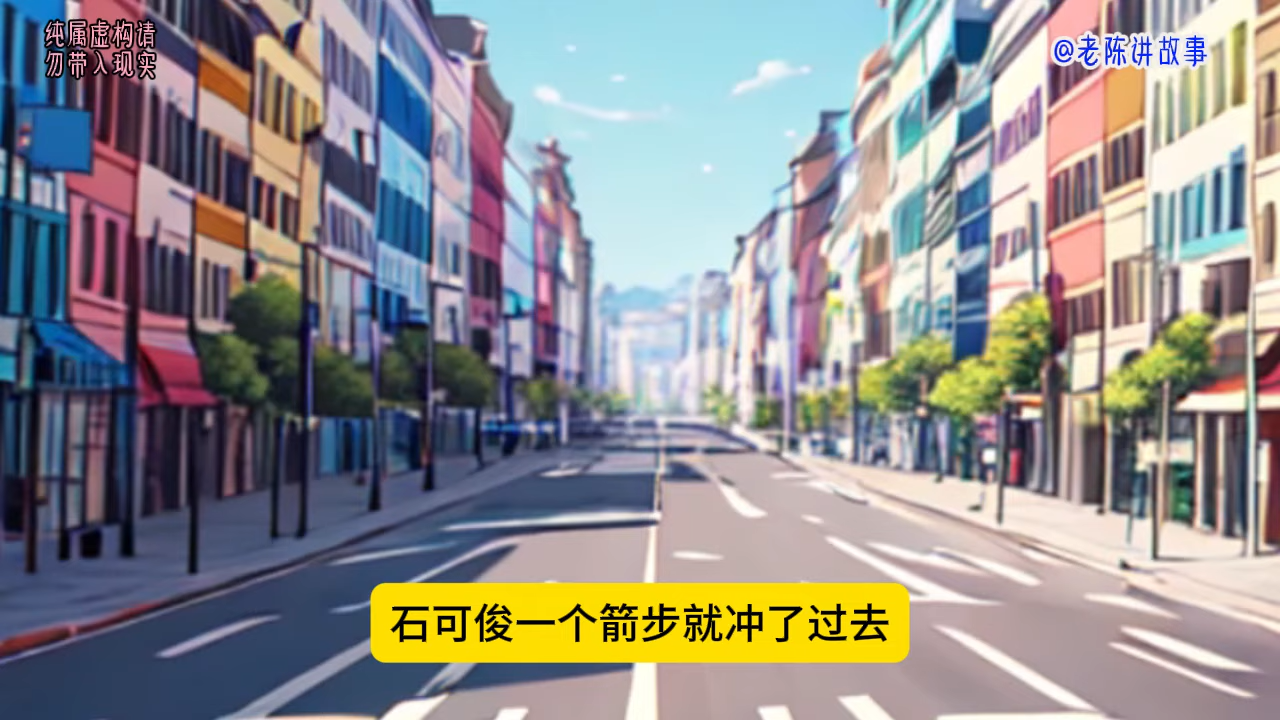 纯属虚构请
勿带入现实
@老陈讲故事
石可俊一个箭步就冲了过去